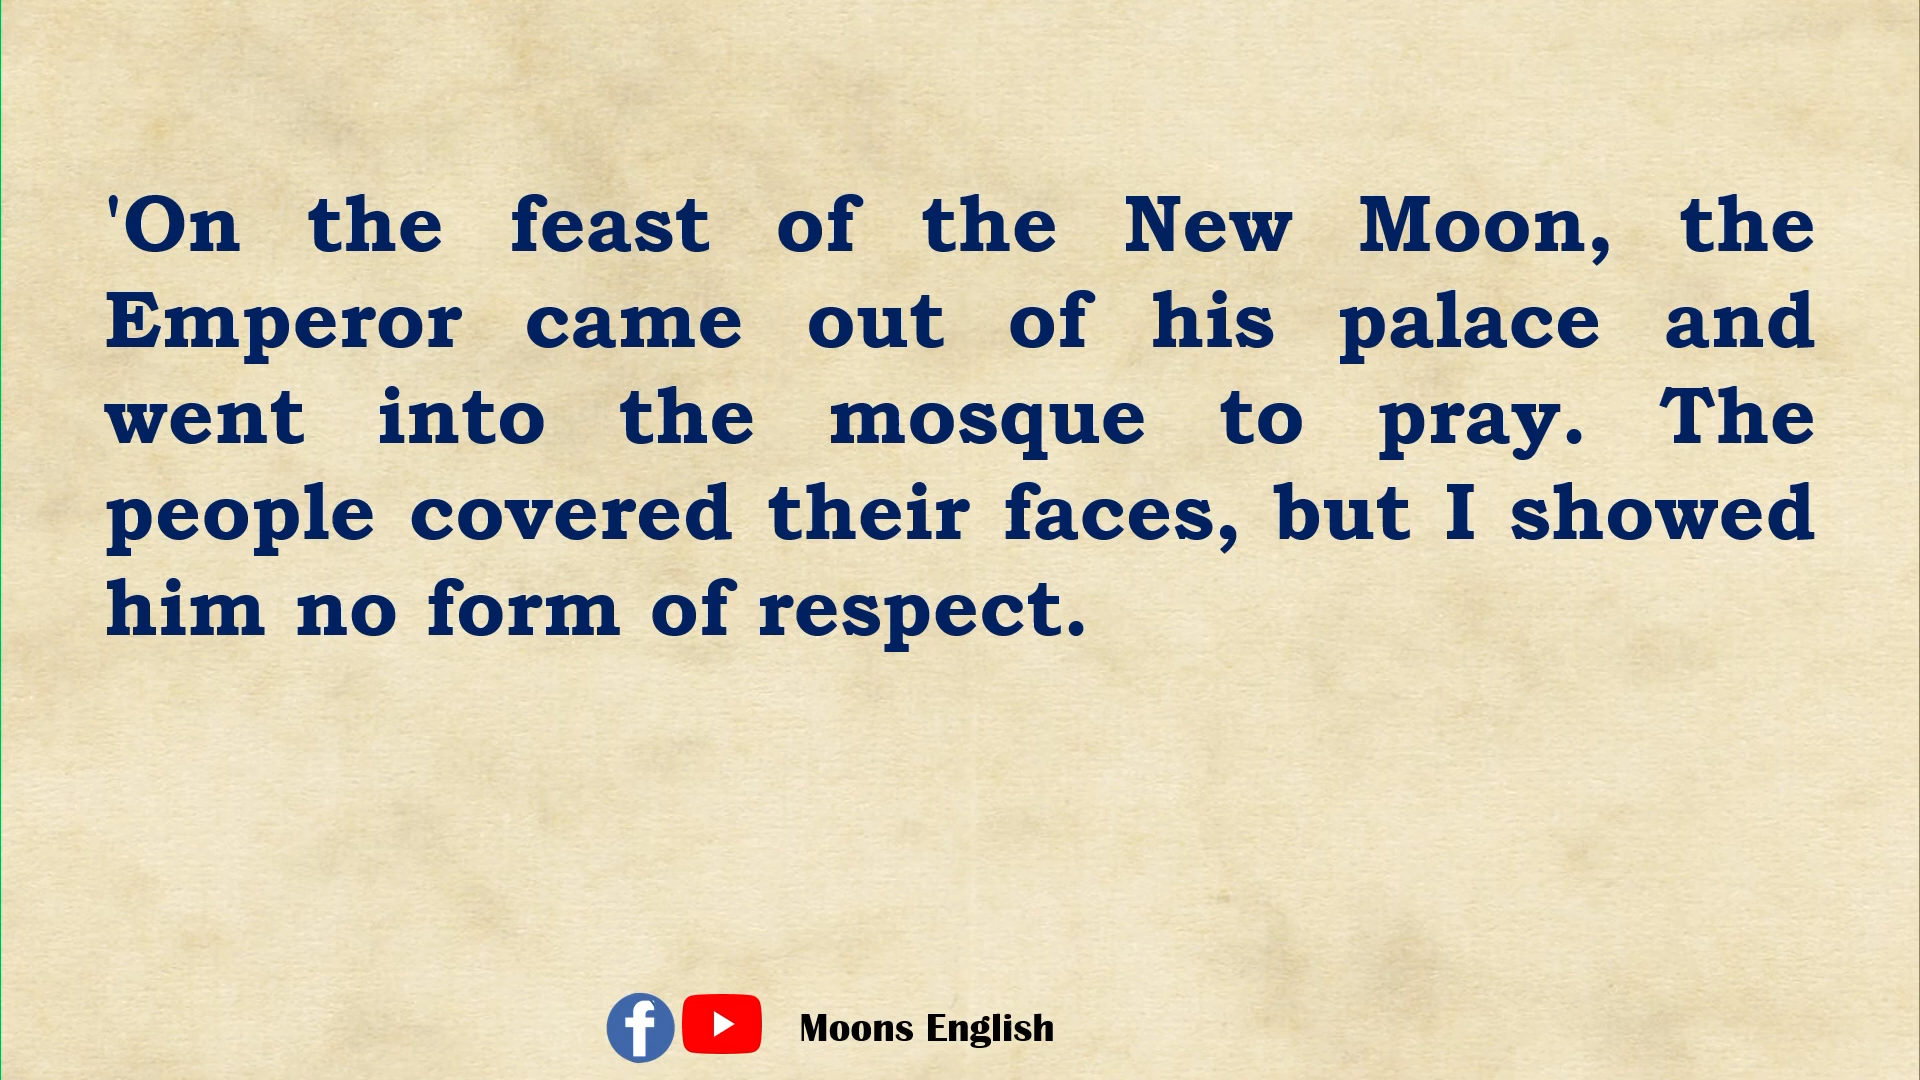 'On the feast of the New Moon, the
Emperor came out of his palace and
went into the mosque to pray. The
people covered their faces, but I showed
him no form of respect.
Moons English